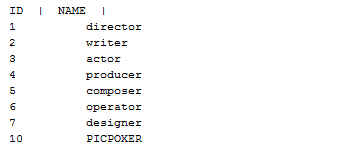 ID | NAME |
1 director
2 writer
3 actor
4 producer
5 composer
6 operator
7 designer
10 PICPOXER